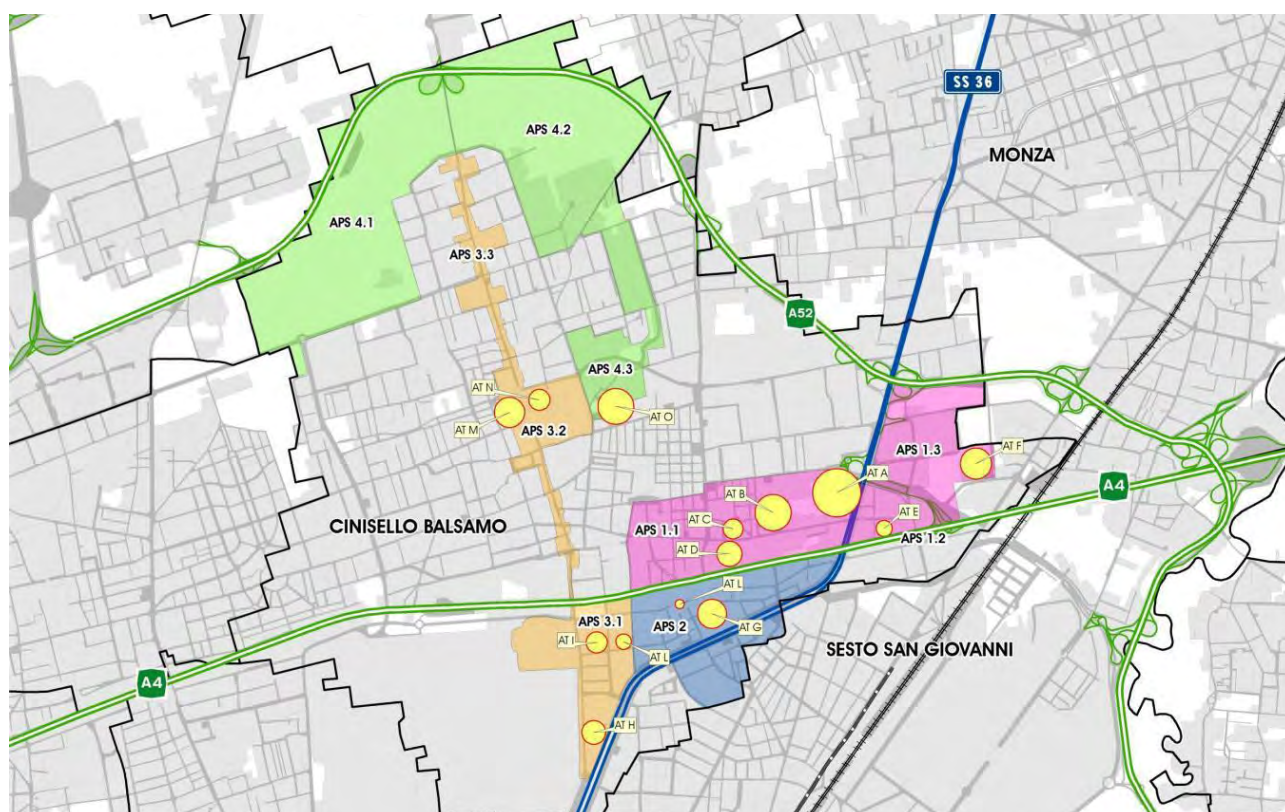 SS 36
APS 4.2
MONZA
APS 4.1
APS 3.3
A52
APS 4.3
AT N
AT M
APS 3.2
AT O
APS 1.3
AT F
AT A
A4
AT B
CINISELLO BALSAMO
AT C
APS 1.1
AT E
APS 1.2
AT D
AT L
APS 3.1
APS 2
AT G
AT I
AT L
SESTO SAN GIOVANNI
A4
AT H